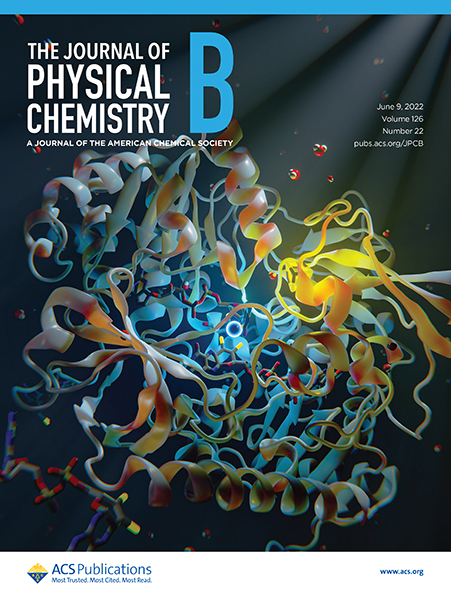 THE JOURNAL OF
PHYSICAL
CHEMISTRY
B
A JOURNAL OF THE AMERICAN CHEMICAL SOCIETY
June 9, 2022
Volume 126
Number 22
pubs.acs.org/JPCB
ACS Publications
Most Trusted. Most Cited. Most Read.
www.acs.org